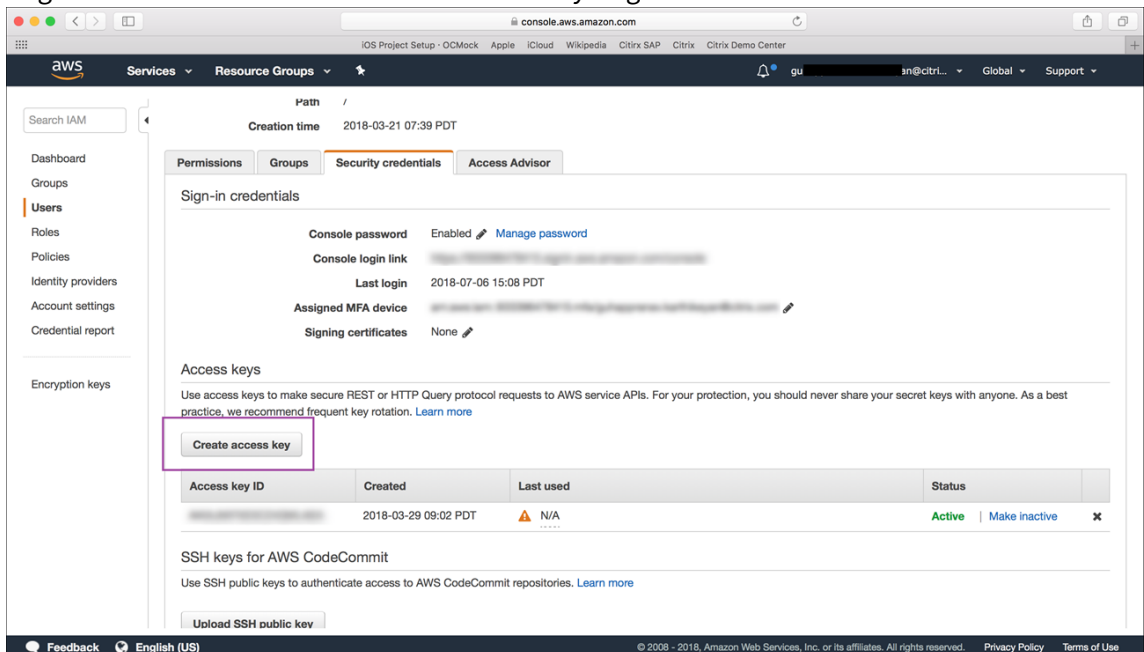 console.aws.amazon.com
iOS Project Setup · OCMock Apple iCloud Wikipedia Citirx SAP Citrix Citrix Demo Center
aws Services Resource Groups gu an@citri... Global Support
Search IAM
Path /
Creation time 2018-03-21 07:39 PDT
Dashboard
Groups
Users
Roles
Policies
Identity providers
Account settings
Credential report
Encryption keys
Permissions Groups Security credentials Access Advisor
Sign-in credentials
Console password Enabled Manage password
Console login link
Last login 2018-07-06 15:08 PDT
Assigned MFA device
Signing certificates None
Access keys
Use access keys to make secure REST or HTTP Query protocol requests to AWS service APIs. For your protection, you should never share your secret keys with anyone. As a best
practice, we recommend frequent key rotation. Learn more
Create access key
Access key ID Created Last used Status
2018-03-29 09:02 PDT N/A Active | Make inactive
SSH keys for AWS CodeCommit
Use SSH public keys to authenticate access to AWS CodeCommit repositories. Learn more
Upload SSH public key
Feedback English (US) © 2008 - 2018, Amazon Web Services, Inc. or its affiliates. All rights reserved. Privacy Policy Terms of Use